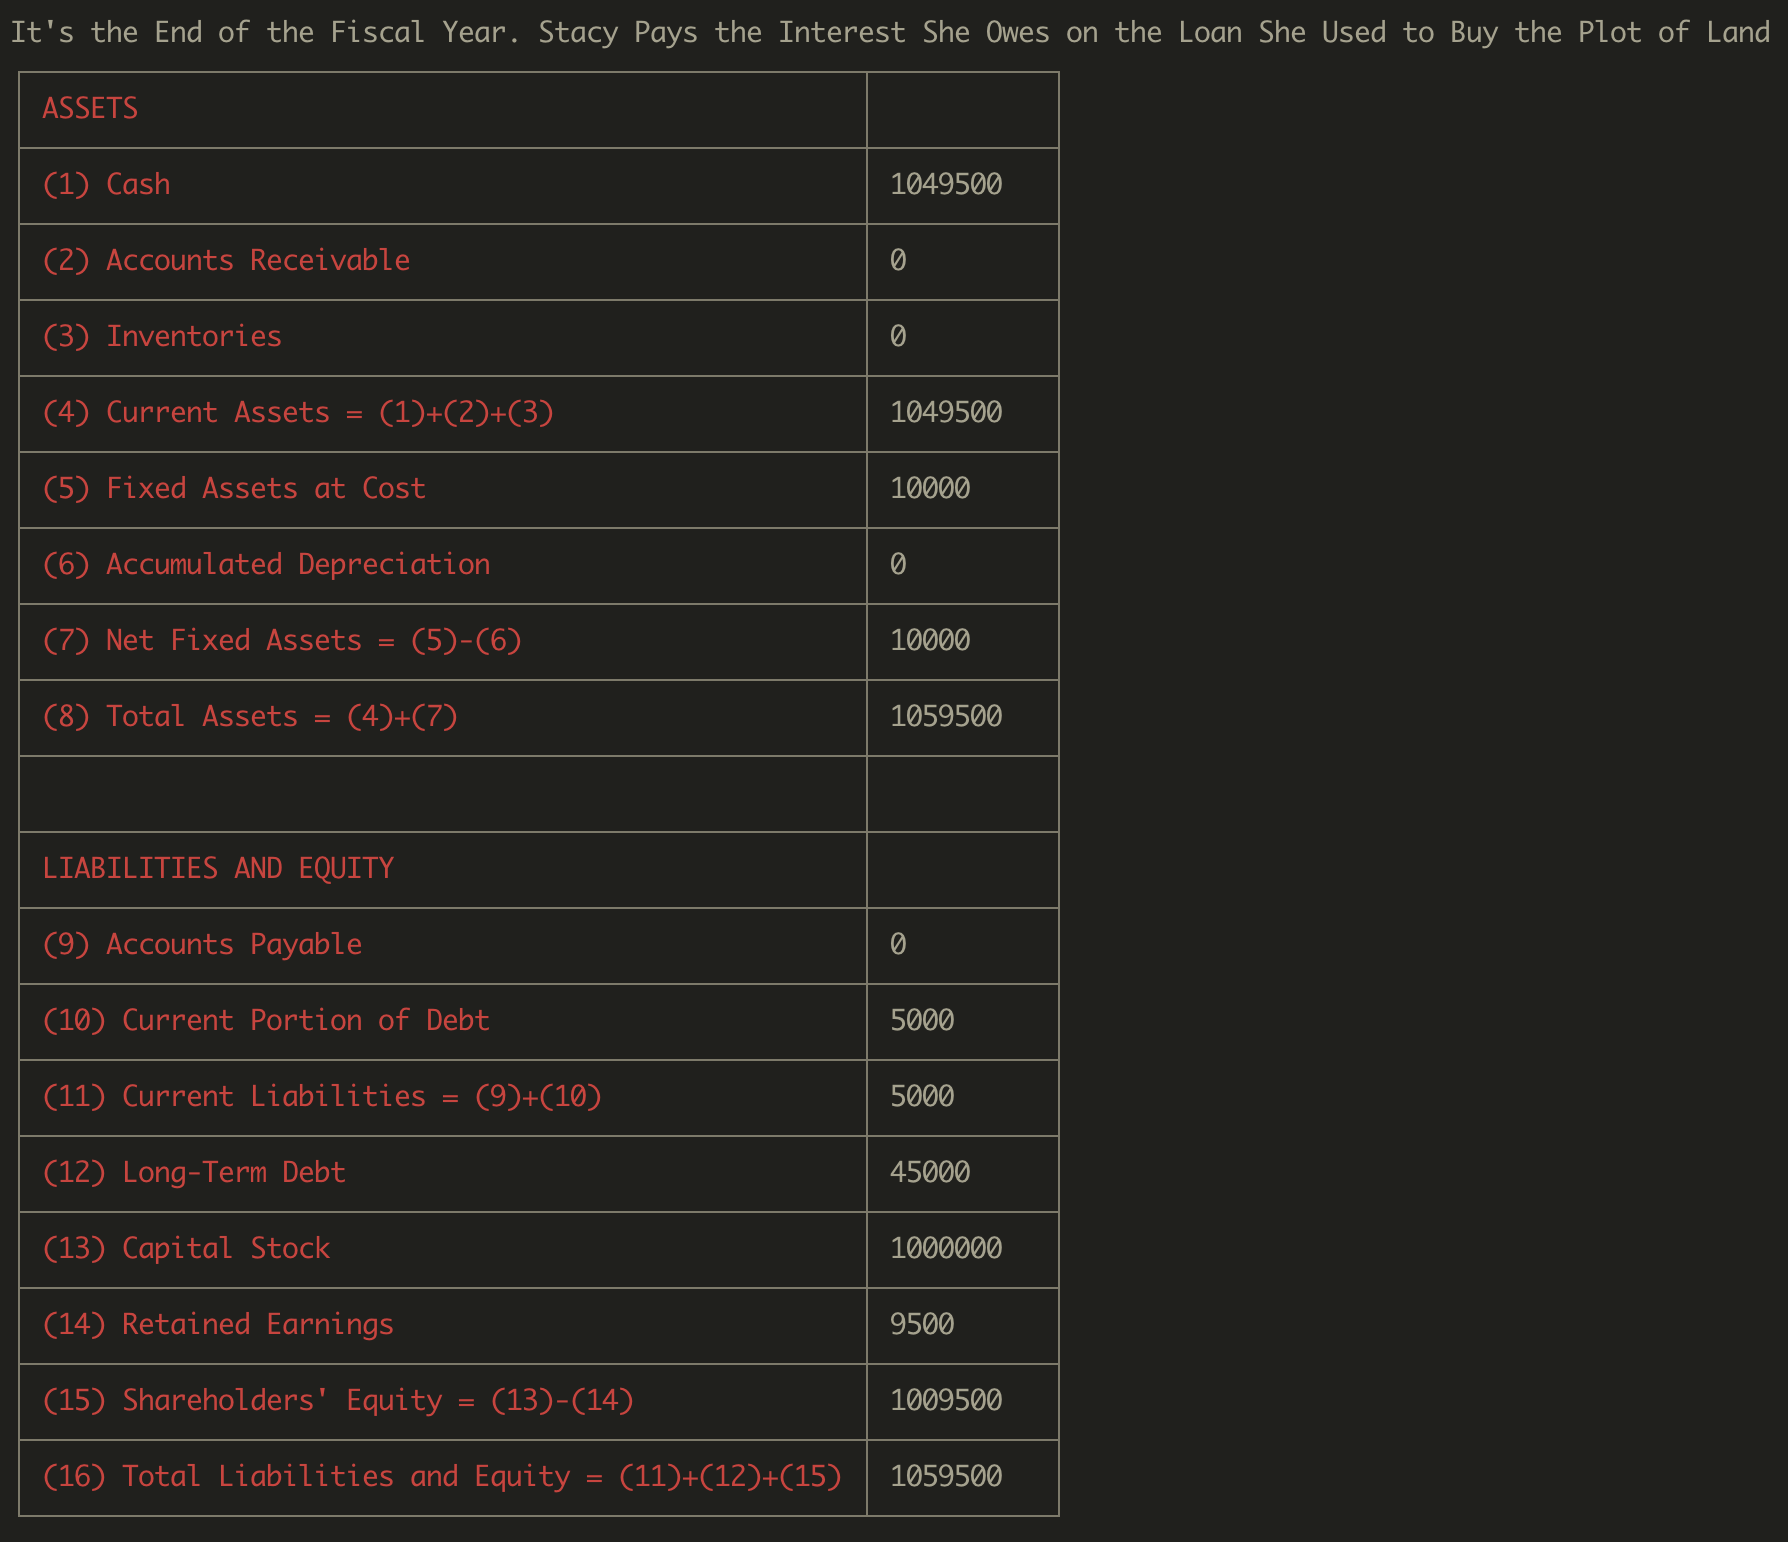 It's the End of the Fiscal Year. Stacy Pays the Interest She Owes on the Loan She Used to Buy the Plot of Land
ASSETS
(1) Cash 1049500
(2) Accounts Receivable 0
(3) Inventories 0
(4) Current Assets = (1)+(2)+(3) 1049500
(5) Fixed Assets at Cost 10000
(6) Accumulated Depreciation 0
(7) Net Fixed Assets = (5)-(6) 10000
(8) Total Assets = (4)+(7) 1059500
LIABILITIES AND EQUITY
(9) Accounts Payable 0
(10) Current Portion of Debt 5000
(11) Current Liabilities = (9)+(10) 5000
(12) Long-Term Debt 45000
(13) Capital Stock 1000000
(14) Retained Earnings 9500
(15) Shareholders' Equity = (13)-(14) 1009500
(16) Total Liabilities and Equity = (11)+(12)+(15) 1059500